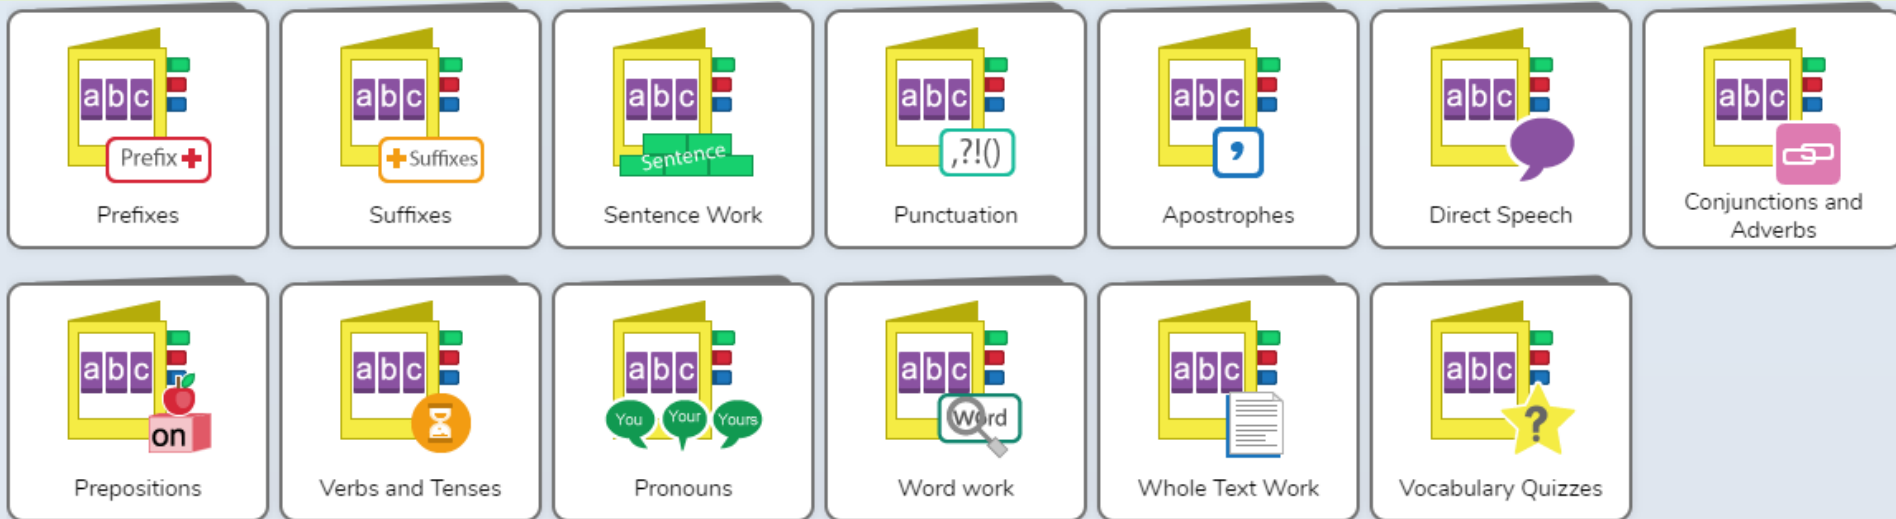 abc
Prefix
Prefixes
abc
Suffixes
Suffixes
abc
Sentence
Sentence Work
abc
,?!()
Punctuation
abc
,
Apostrophes
abc
Direct Speech
abc
Conjunctions and
Adverbs
abc
on
Prepositions
abc
Verbs and Tenses
abc
You Your Yours
Pronouns
abc
Word
Word work
abc
Whole Text Work
abc
?
Vocabulary Quizzes